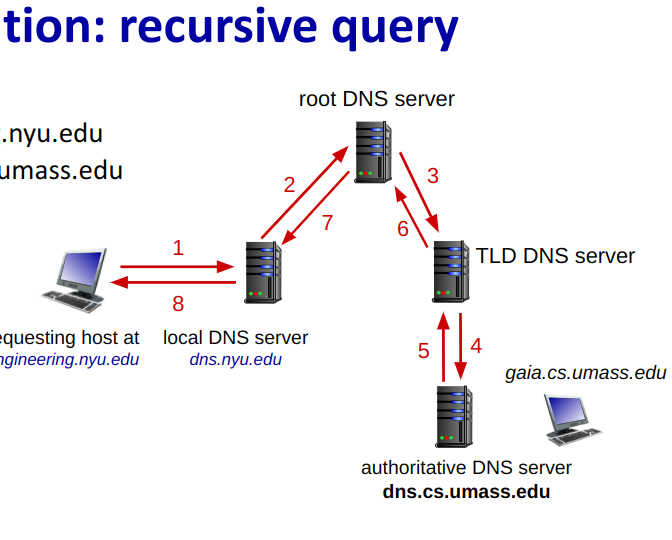 tion: recursive query
.nyu.edu
umass.edu
root DNS server
2
3
7
6
1
8
TLD DNS server
equesting host at
ngineering.nyu.edu
local DNS server
dns.nyu.edu
5
4
gaia.cs.umass.edu
authoritative DNS server
dns.cs.umass.edu